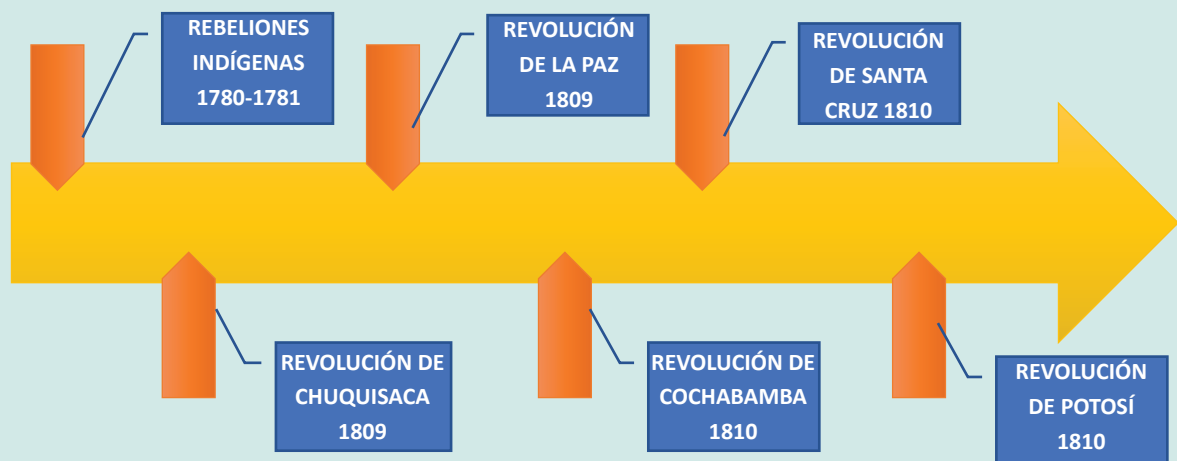 REBELIONES
INDÍGENAS
1780-1781
REVOLUCIÓN
DE LA PAZ
1809
REVOLUCIÓN
DE SANTA
CRUZ 1810
REVOLUCIÓN DE
CHUQUISACA
1809
REVOLUCIÓN DE
COCHABAMBA
1810
REVOLUCIÓN
DE POTOSÍ
1810